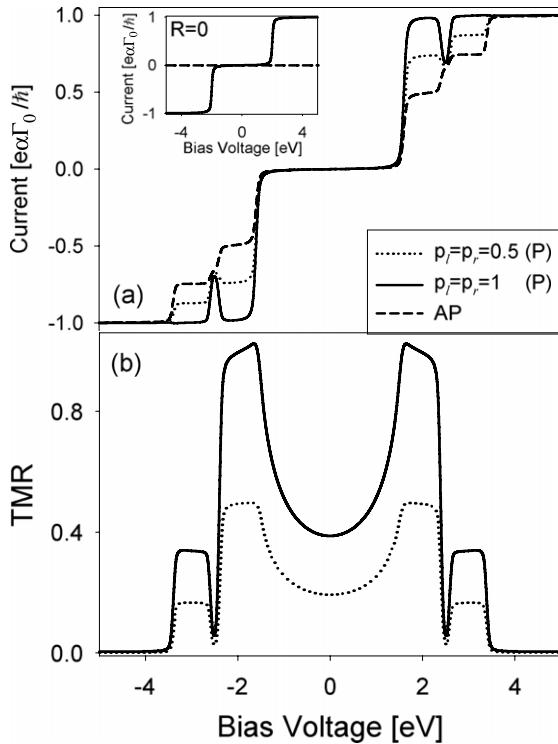 R=0
Current [eαΓ₀/ħ]
1
0
-1
-4 -2 0 2 4
Bias Voltage [eV]
Current [eαΓ₀/ħ]
1.0
0.5
0.0
-0.5
-1.0
(a)
pₗ=pᵣ=0.5 (P)
pₗ=pᵣ=1 (P)
AP
(b)
TMR
0.8
0.4
0.0
-4 -2 0 2 4
Bias Voltage [eV]